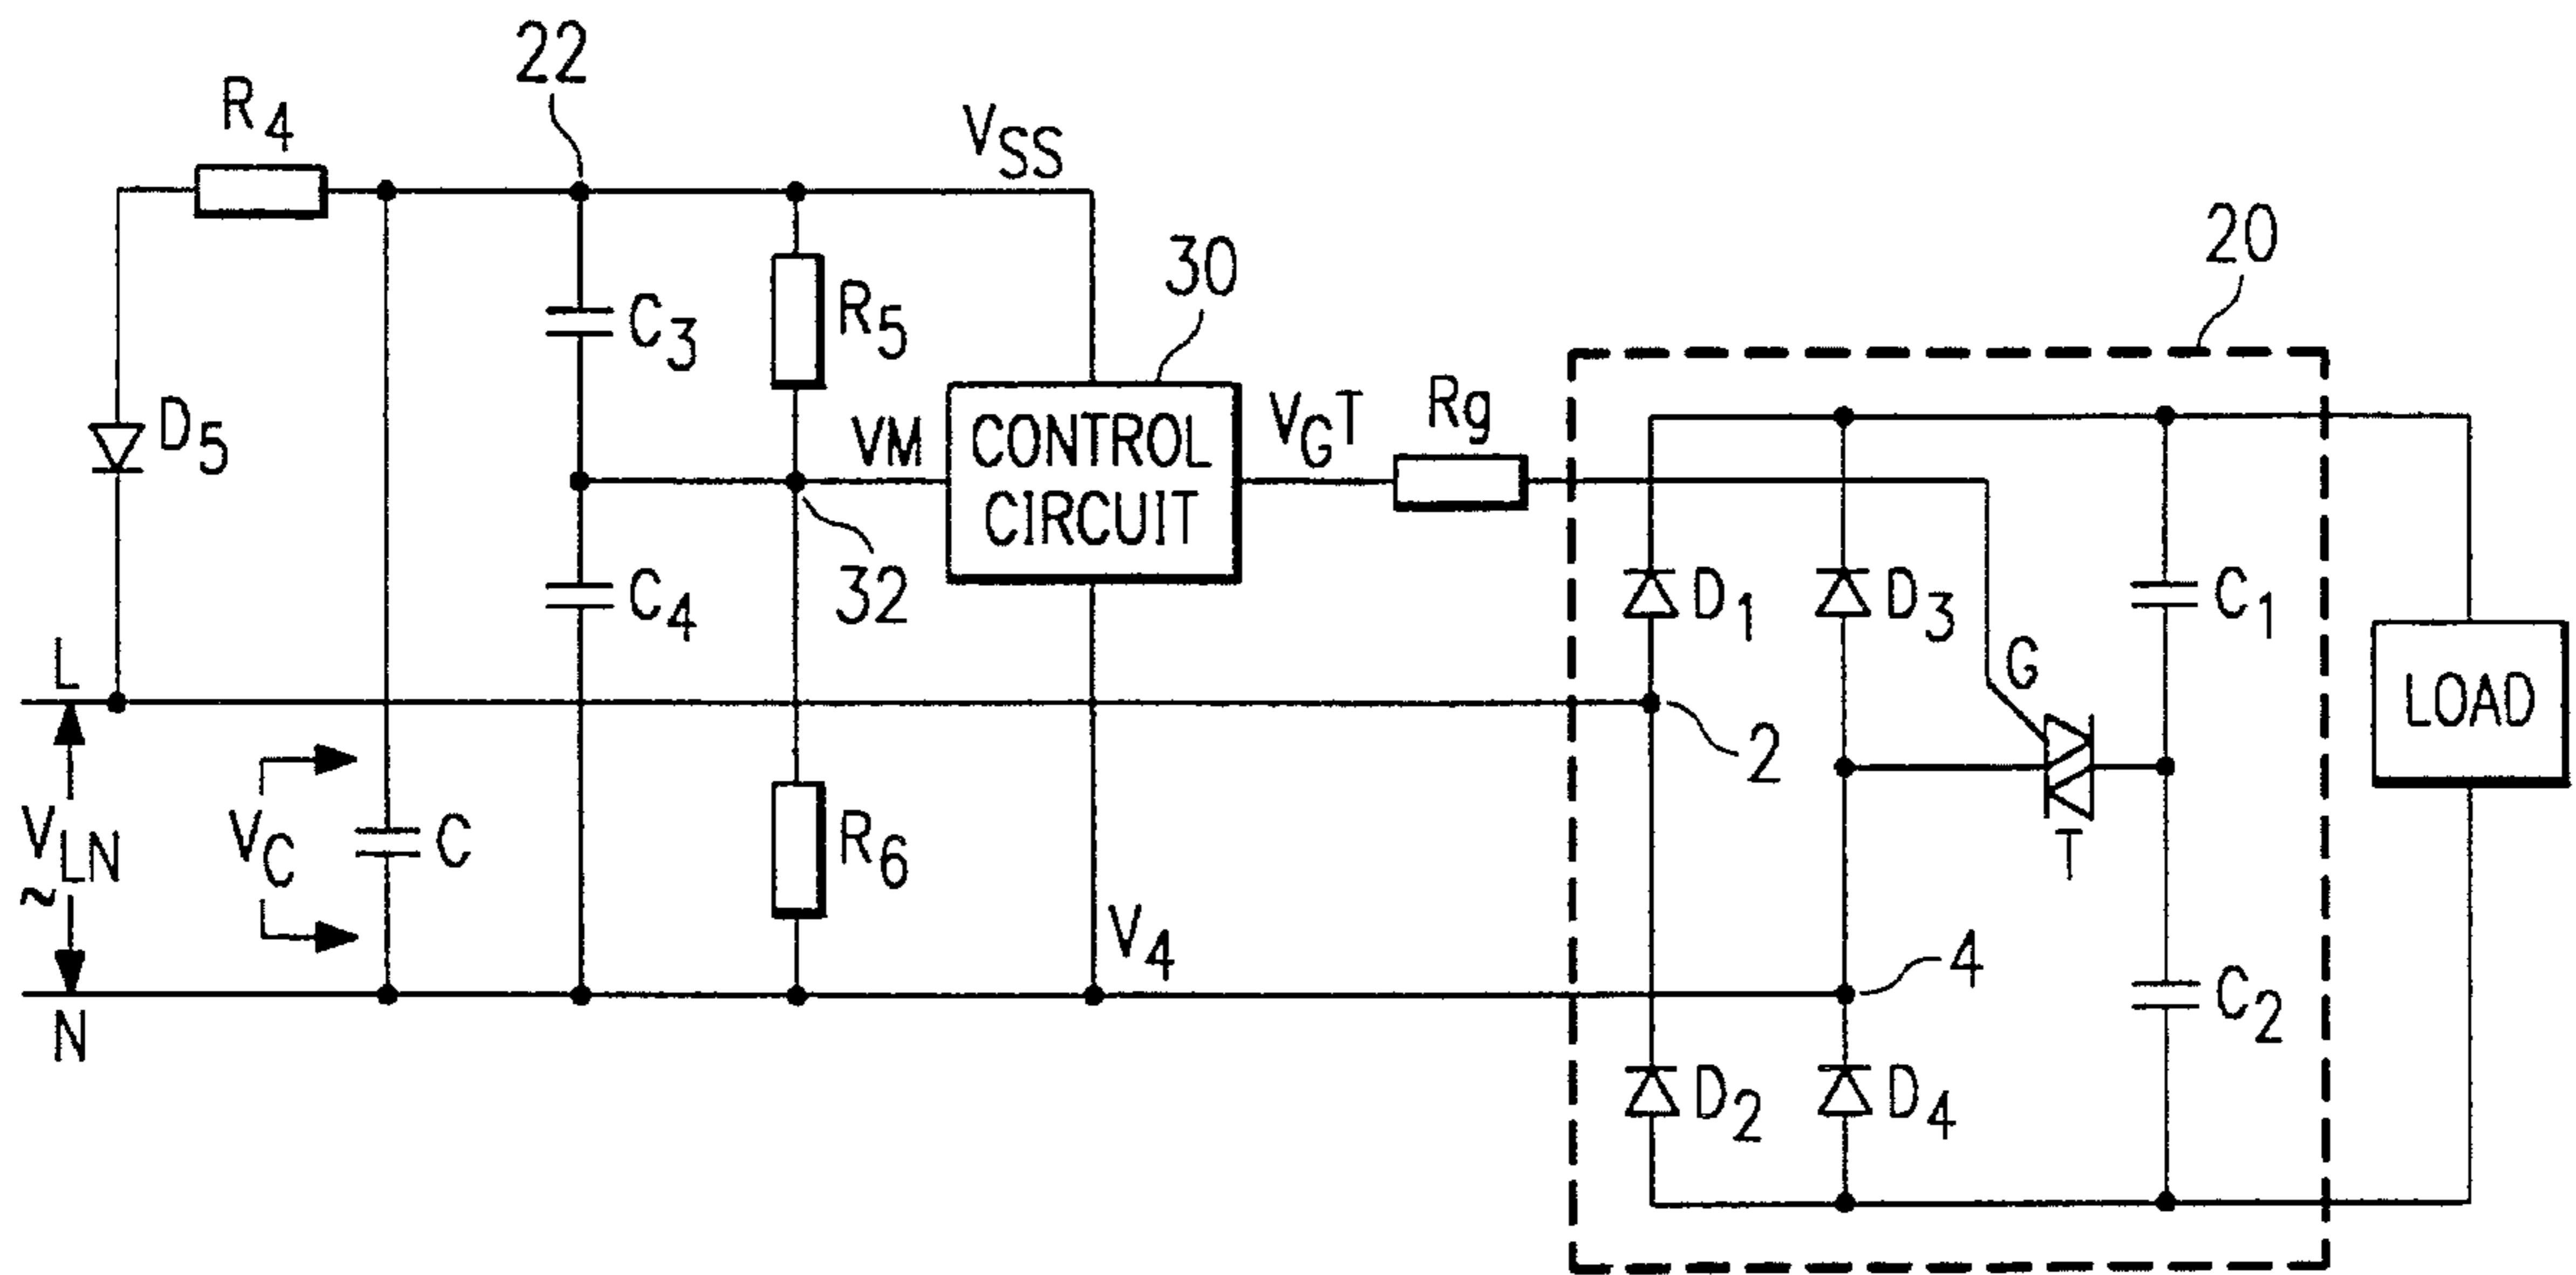 22
R4
VSS
20
30
C3
R5
D5
VM
CONTROL
CIRCUIT
VGT
Rg
32
C4
D1
D3
C1
L
G
LOAD
2
T
VLN
~
VC
C
R6
V4
4
C2
N
D2
D4